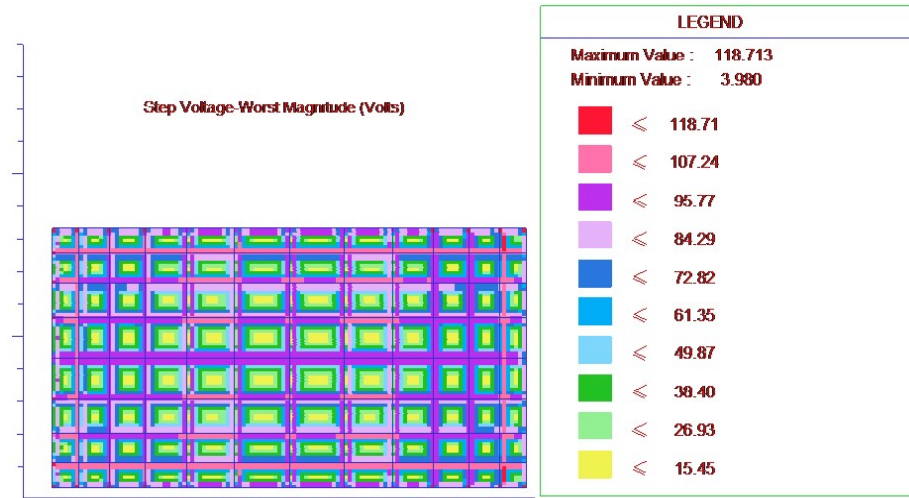 Step Voltage-Worst Magnitude (Volts)
LEGEND
Maximum Value : 118.713
Minimum Value : 3.980
≤ 118.71
≤ 107.24
≤ 95.77
≤ 84.29
≤ 72.82
≤ 61.35
≤ 49.87
≤ 38.40
≤ 26.93
≤ 15.45